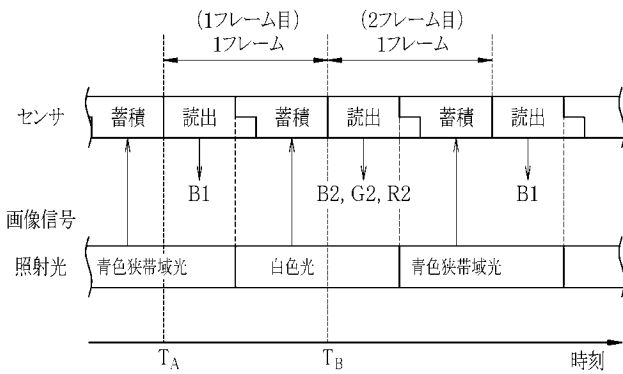 (1フレーム目)
1フレーム
(2フレーム目)
1フレーム
センサ
蓄積
読出
蓄積
読出
蓄積
読出
B1
B2, G2, R2
B1
画像信号
照射光
青色狭帯域光
白色光
青色狭帯域光
TA
TB
時刻